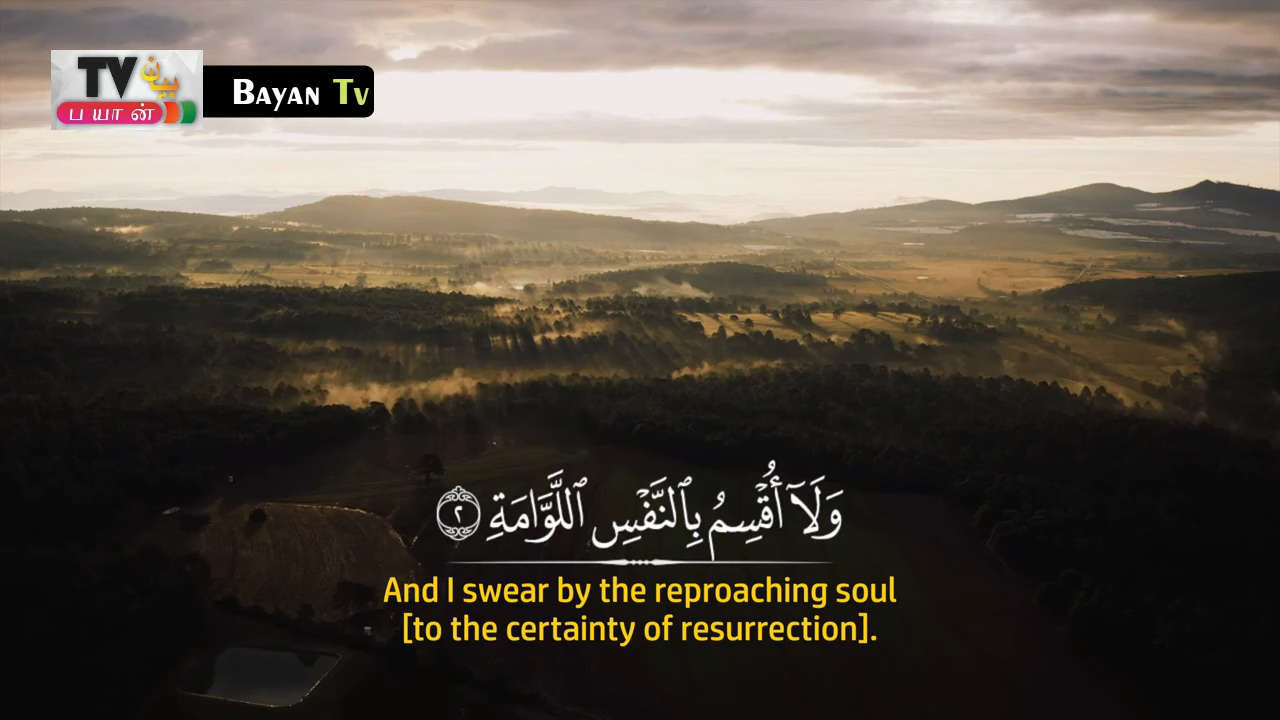 TV بيان
பயான்
BAYAN TV
وَلَآ أُقْسِمُ بِٱلنَّفْسِ ٱللَّوَّامَةِ ٢
And I swear by the reproaching soul
[to the certainty of resurrection].